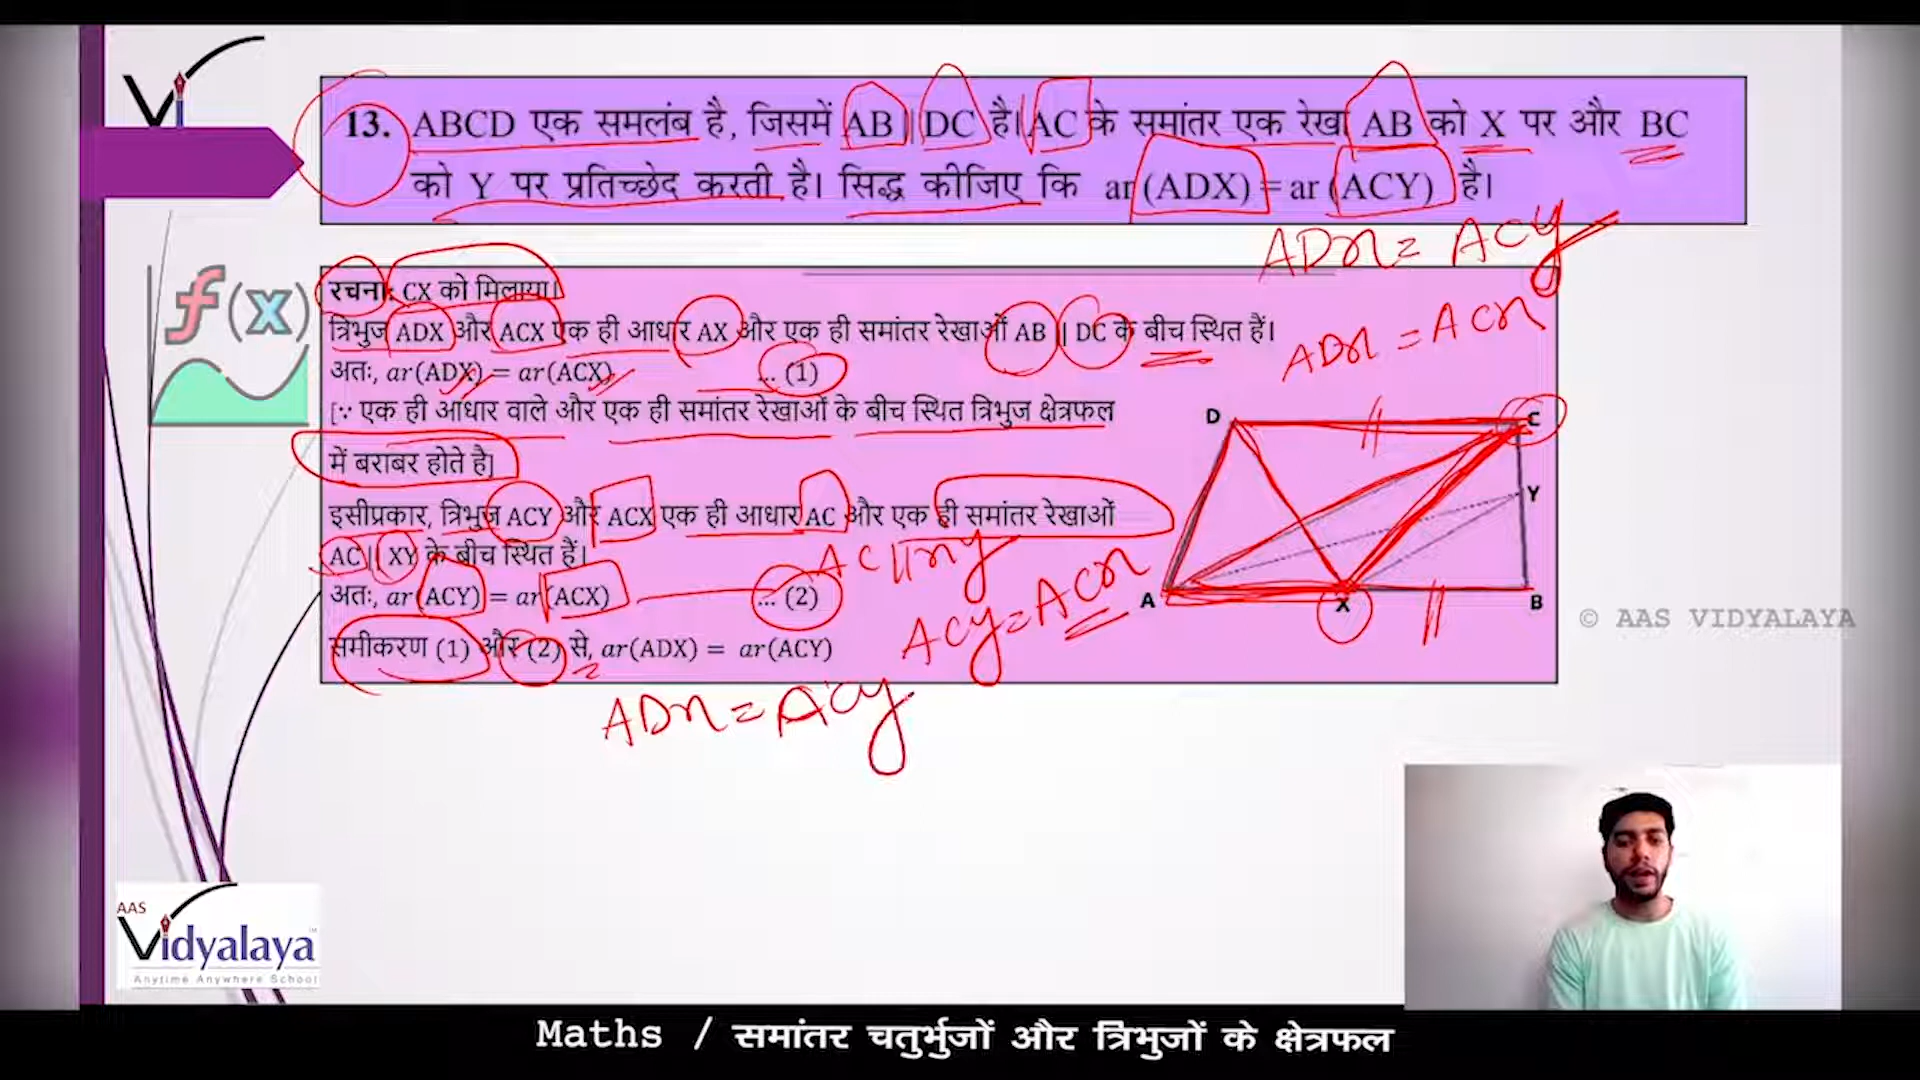 13. ABCD एक समलंब है, जिसमें AB || DC है। AC के समांतर एक रेखा AB को X पर और BC
को Y पर प्रतिच्छेद करती है। सिद्ध कीजिए कि ar (ADX) = ar (ACY) है।
ADX = ACY
f(x)
रचना: CX को मिलाया।
त्रिभुज ADX और ACX एक ही आधार AX और एक ही समांतर रेखाओं AB || DC के बीच स्थित हैं।
ADX = ACX
अतः, ar(ADX) = ar(ACX) ... (1)
[∵ एक ही आधार वाले और एक ही समांतर रेखाओं के बीच स्थित त्रिभुज क्षेत्रफल
में बराबर होते है]
D C
Y
A X B
इसीप्रकार, त्रिभुज ACY और ACX एक ही आधार AC और एक ही समांतर रेखाओं
AC || XY के बीच स्थित हैं।
AC || XY
अतः, ar(ACY) = ar(ACX) ... (2)
ACY = ACX
समीकरण (1) और (2) से, ar(ADX) = ar(ACY)
ADX = ACY
© AAS VIDYALAYA
AAS
Vidyalaya
Anytime Anywhere School
Maths / समांतर चतुर्भुजों और त्रिभुजों के क्षेत्रफल